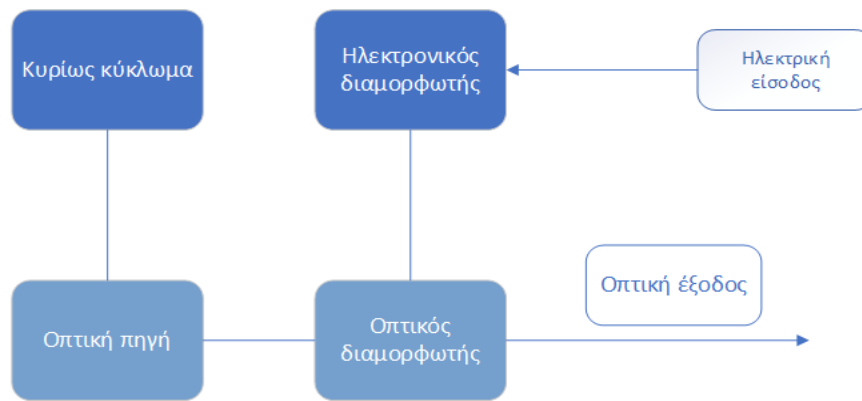 Κυρίως κύκλωμα
Ηλεκτρονικός
διαμορφωτής
Ηλεκτρική
είσοδος
Οπτική έξοδος
Οπτική πηγή
Οπτικός
διαμορφωτής